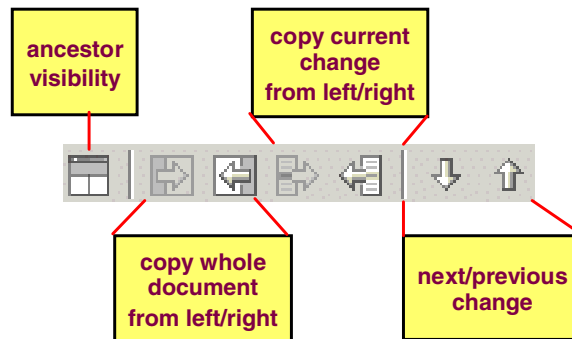 ancestor
visibility
copy current
change
from left/right
copy whole
document
from left/right
next/previous
change